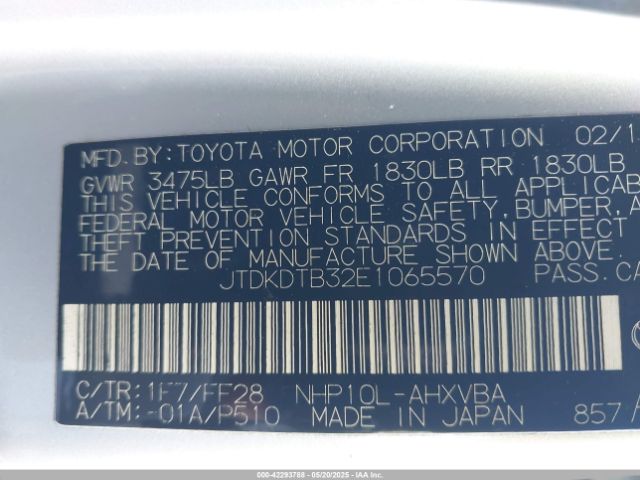 MFD.BY:TOYOTA MOTOR CORPORATION 02/1
GVWR 3475LB GAWR FR 1830LB RR 1830LB
THIS VEHICLE CONFORMS TO ALL APPLICAB
FEDERAL MOTOR VEHICLE SAFETY,BUMPER,A
THEFT PREVENTION STANDARDS IN EFFECT
THE DATE OF MANUFACTURE SHOWN ABOVE.
JTDKDTB32E1065570 PASS.CA
C/TR:1F7/FF28 NHP10L-AHXVBA
A/TM:-01A/P510 MADE IN JAPAN 857
000-42293788 - 05/20/2025 - IAA, Inc.